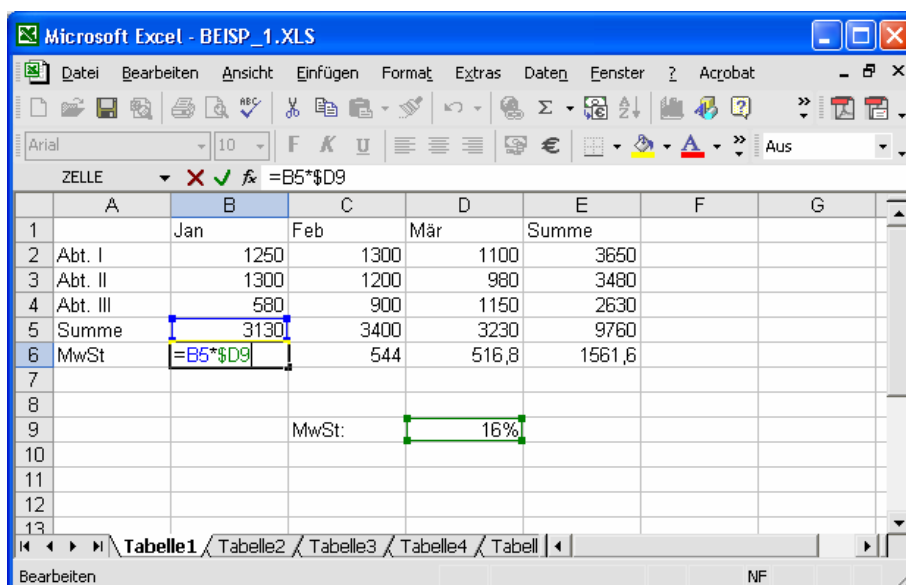 Microsoft Excel - BEISP_1.XLS
Datei Bearbeiten Ansicht Einfügen Format Extras Daten Fenster ? Acrobat
ABC Σ A Z ? »
Arial 10 F K U € A » Aus
ZELLE fx =B5*$D9
A B C D E F G
1 Jan Feb Mär Summe
2 Abt. I 1250 1300 1100 3650
3 Abt. II 1300 1200 980 3480
4 Abt. III 580 900 1150 2630
5 Summe 3130 3400 3230 9760
6 MwSt =B5*$D9 544 516,8 1561,6
7
8
9 MwSt: 16%
10
11
12
13
Tabelle1 Tabelle2 Tabelle3 Tabelle4 Tabell
Bearbeiten NF